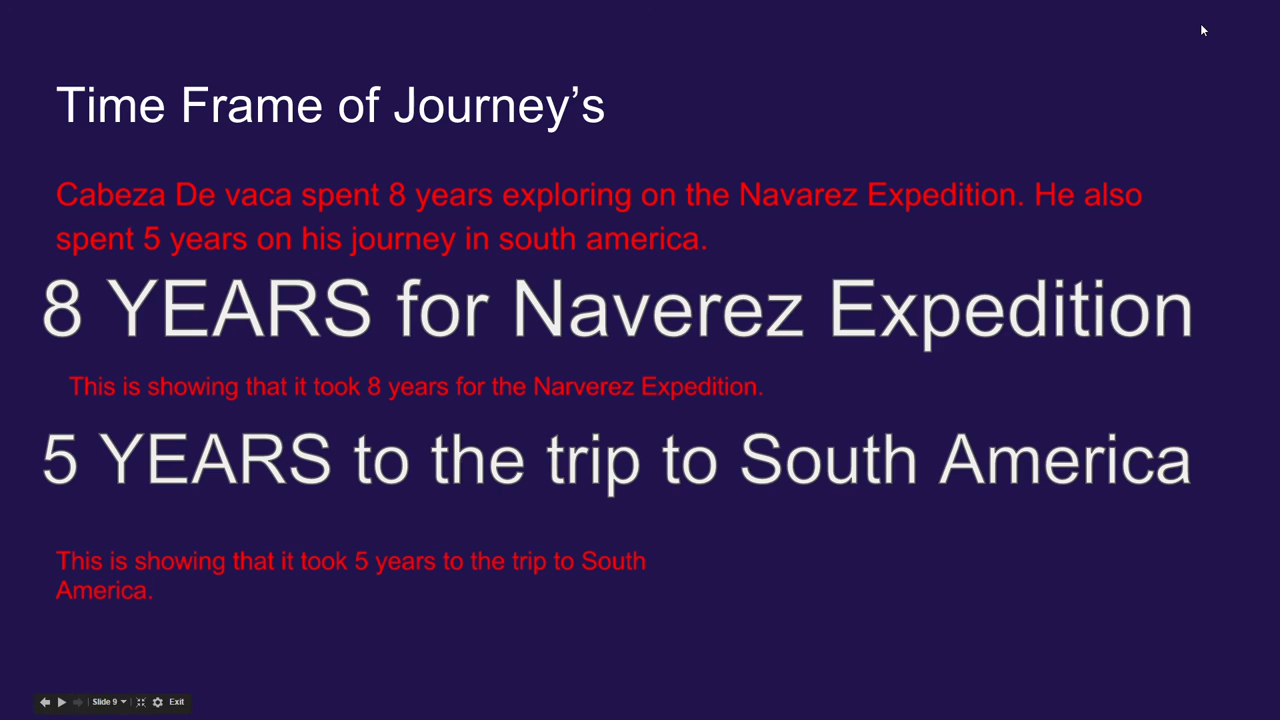 Time Frame of Journey’s
Cabeza De vaca spent 8 years exploring on the Navarez Expedition. He also
spent 5 years on his journey in south america.
8 YEARS for Naverez Expedition
This is showing that it took 8 years for the Narverez Expedition.
5 YEARS to the trip to South America
This is showing that it took 5 years to the trip to South
America.
Slide 9
Exit